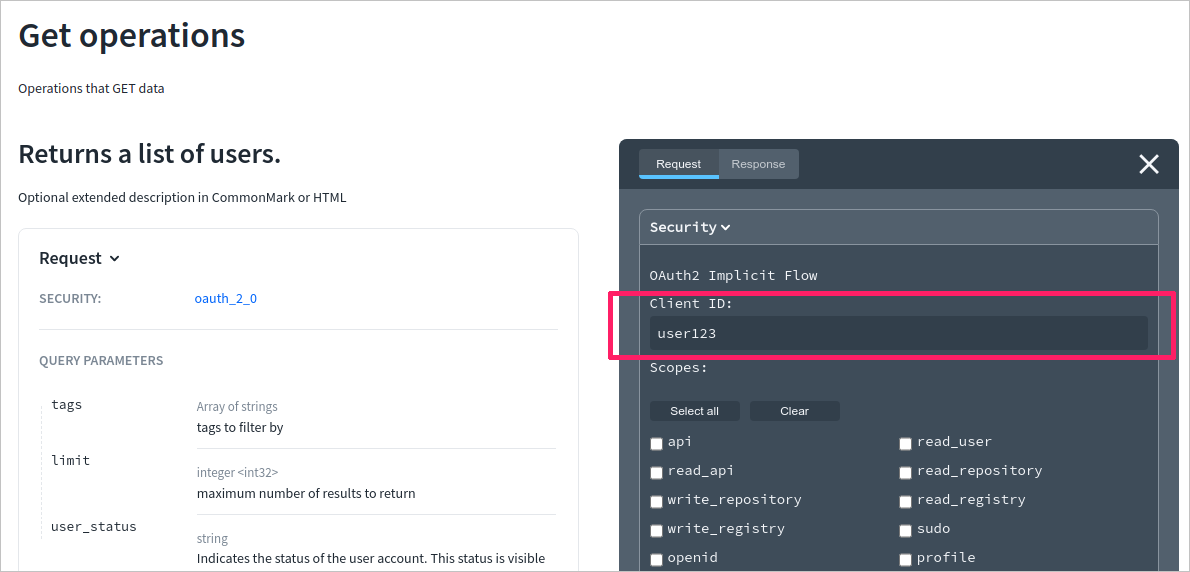 Get operations
Operations that GET data
Returns a list of users.
Optional extended description in CommonMark or HTML
Request
SECURITY:
oauth_2_0
QUERY PARAMETERS
tags
Array of strings
tags to filter by
limit
integer <int32>
maximum number of results to return
user_status
string
Indicates the status of the user account. This status is visible
Request
Response
Security
OAuth2 Implicit Flow
Client ID:
user123
Scopes:
Select all
Clear
api
read_user
read_api
read_repository
write_repository
read_registry
write_registry
sudo
openid
profile